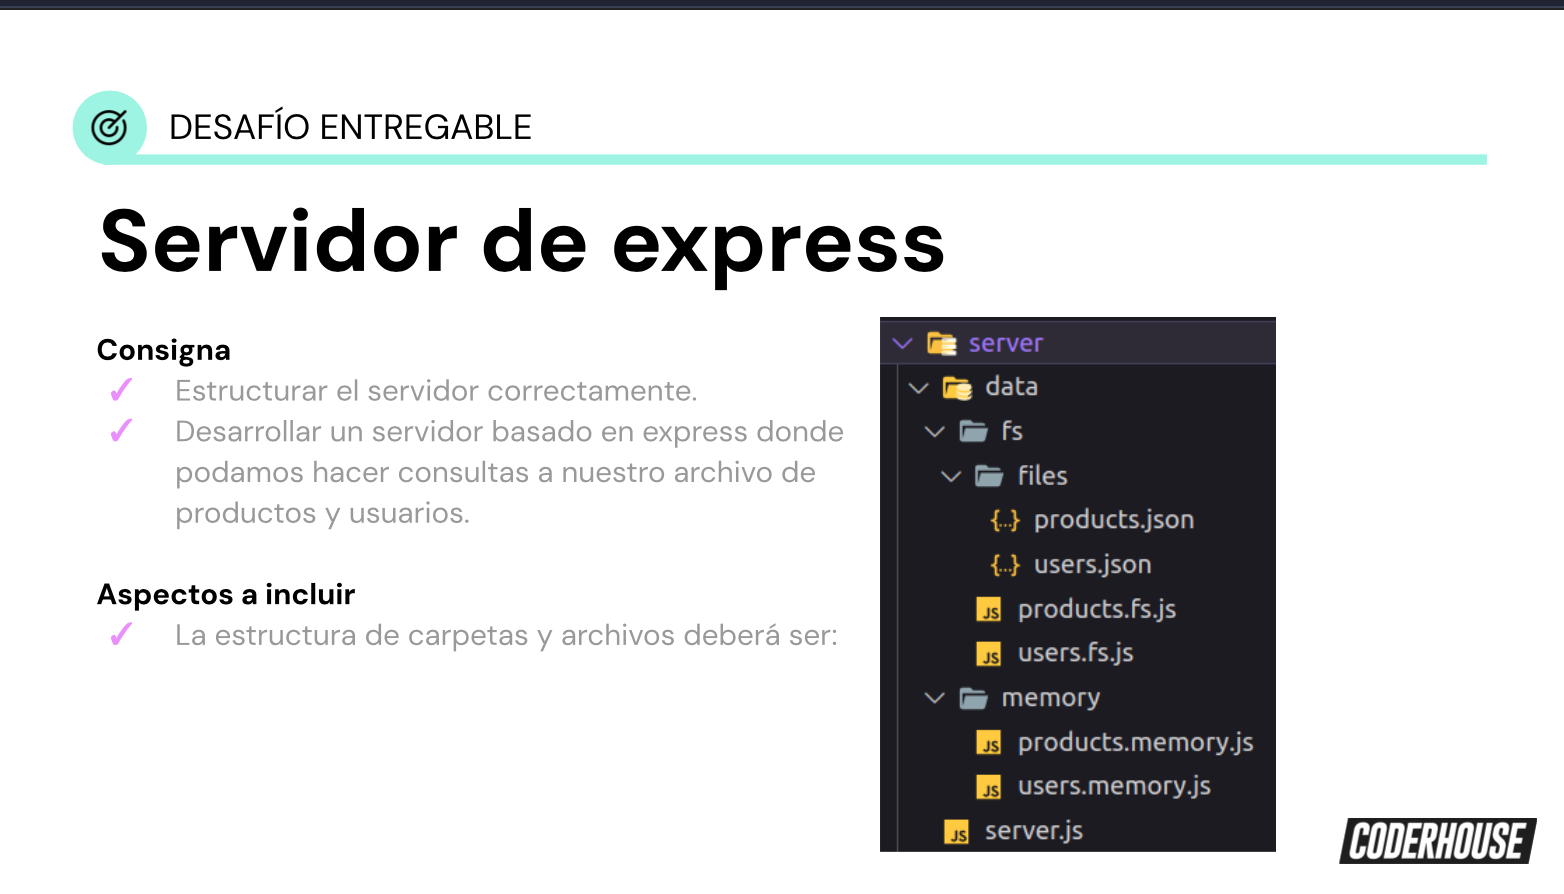 DESAFÍO ENTREGABLE
Servidor de express
Consigna
✓ Estructurar el servidor correctamente.
✓ Desarrollar un servidor basado en express donde
podamos hacer consultas a nuestro archivo de
productos y usuarios.
Aspectos a incluir
✓ La estructura de carpetas y archivos deberá ser:
server
data
fs
files
{..} products.json
{..} users.json
JS products.fs.js
JS users.fs.js
memory
JS products.memory.js
JS users.memory.js
JS server.js
CODERHOUSE